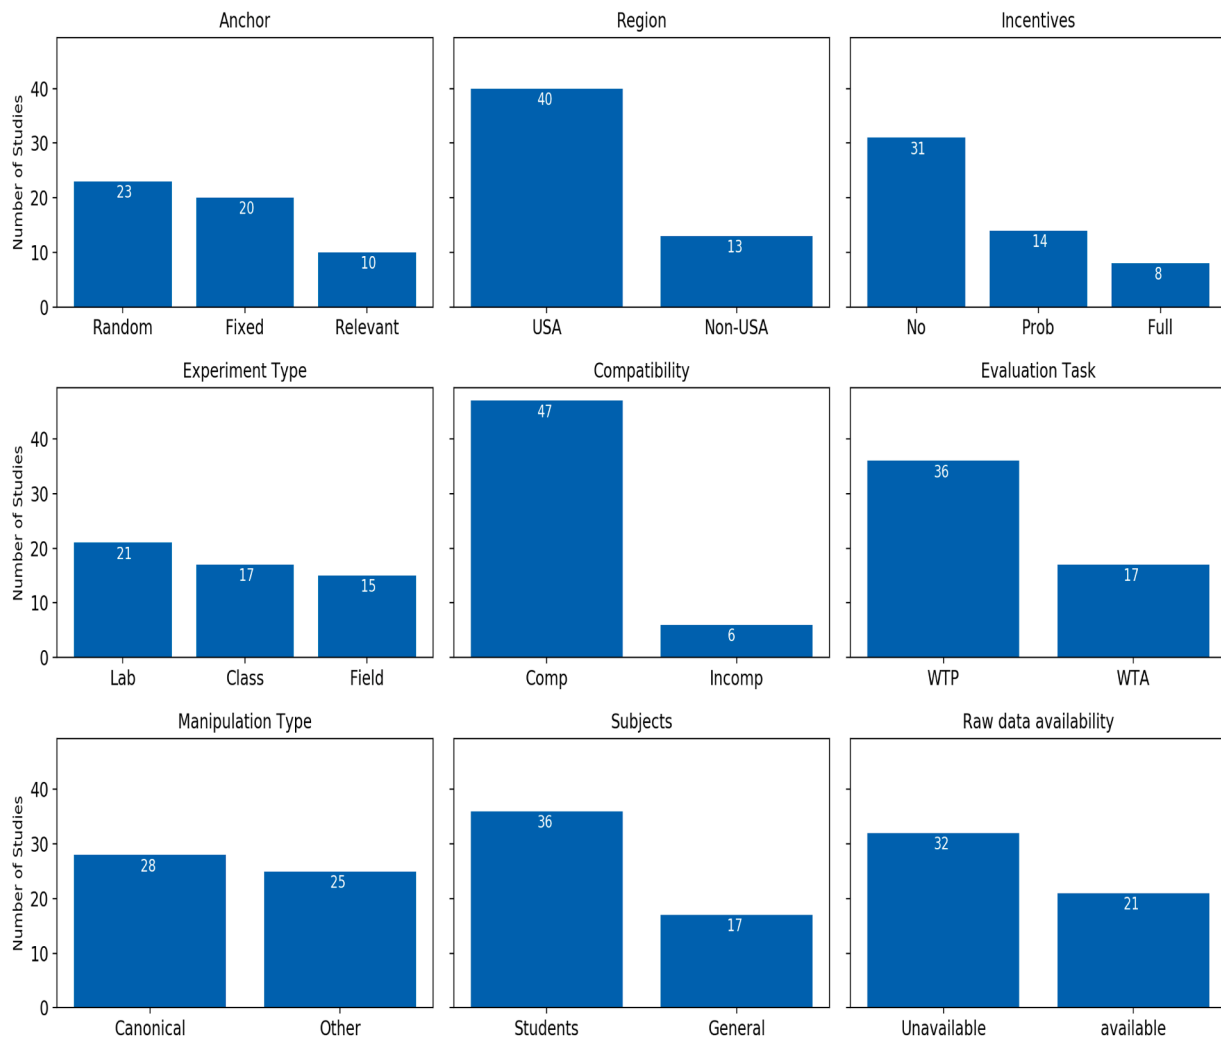 Anchor
Region
Incentives
Number of Studies
40
30
20
10
0
23
20
10
Random
Fixed
Relevant
40
13
USA
Non-USA
31
14
8
No
Prob
Full
Experiment Type
Compatibility
Evaluation Task
Number of Studies
40
30
20
10
0
21
17
15
Lab
Class
Field
47
6
Comp
Incomp
36
17
WTP
WTA
Manipulation Type
Subjects
Raw data availability
Number of Studies
40
30
20
10
0
28
25
Canonical
Other
36
17
Students
General
32
21
Unavailable
available